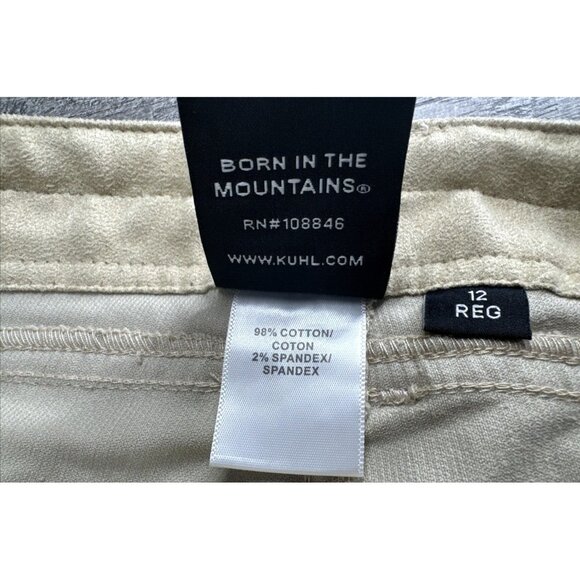 BORN IN THE
MOUNTAINS®
RN#108846
WWW.KUHL.COM
12
REG
98% COTTON/
COTON
2% SPANDEX/
SPANDEX